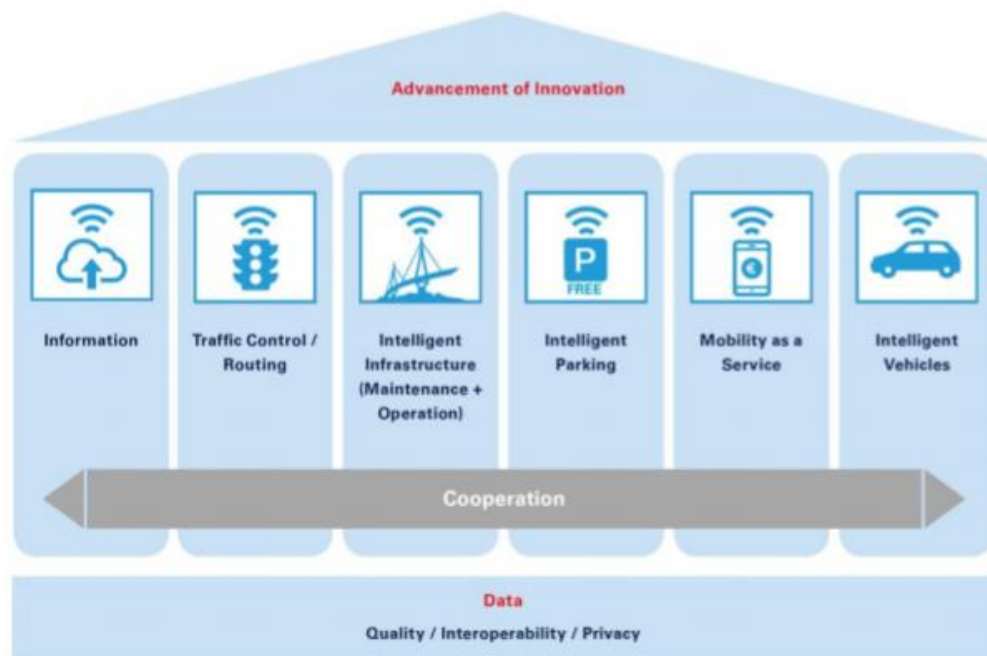 Advancement of Innovation
P
FREE
€
Information
Traffic Control /
Routing
Intelligent
Infrastructure
(Maintenance +
Operation)
Intelligent
Parking
Mobility as a
Service
Intelligent
Vehicles
Cooperation
Data
Quality / Interoperability / Privacy